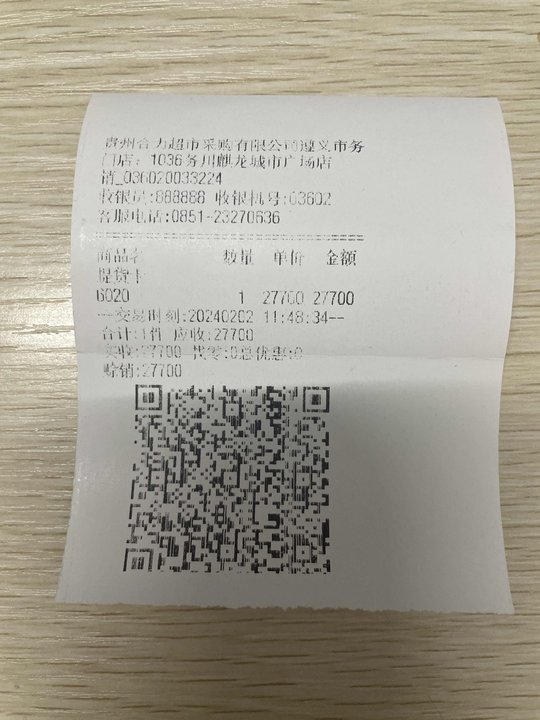 贵州合力超市采购有限公司遵义市务
门店：1036务川麒龙城市广场店
销_036020033224
收银员:888888 收银机号:03602
客服电话:0851-23270636
商品名 数量 单价 金额
提货卡
6020 1 27700 27700
--交易时刻:20240202 11:48:34--
合计:1件 应收:27700
实收:27700 找零:0总优惠:0
赊销:27700